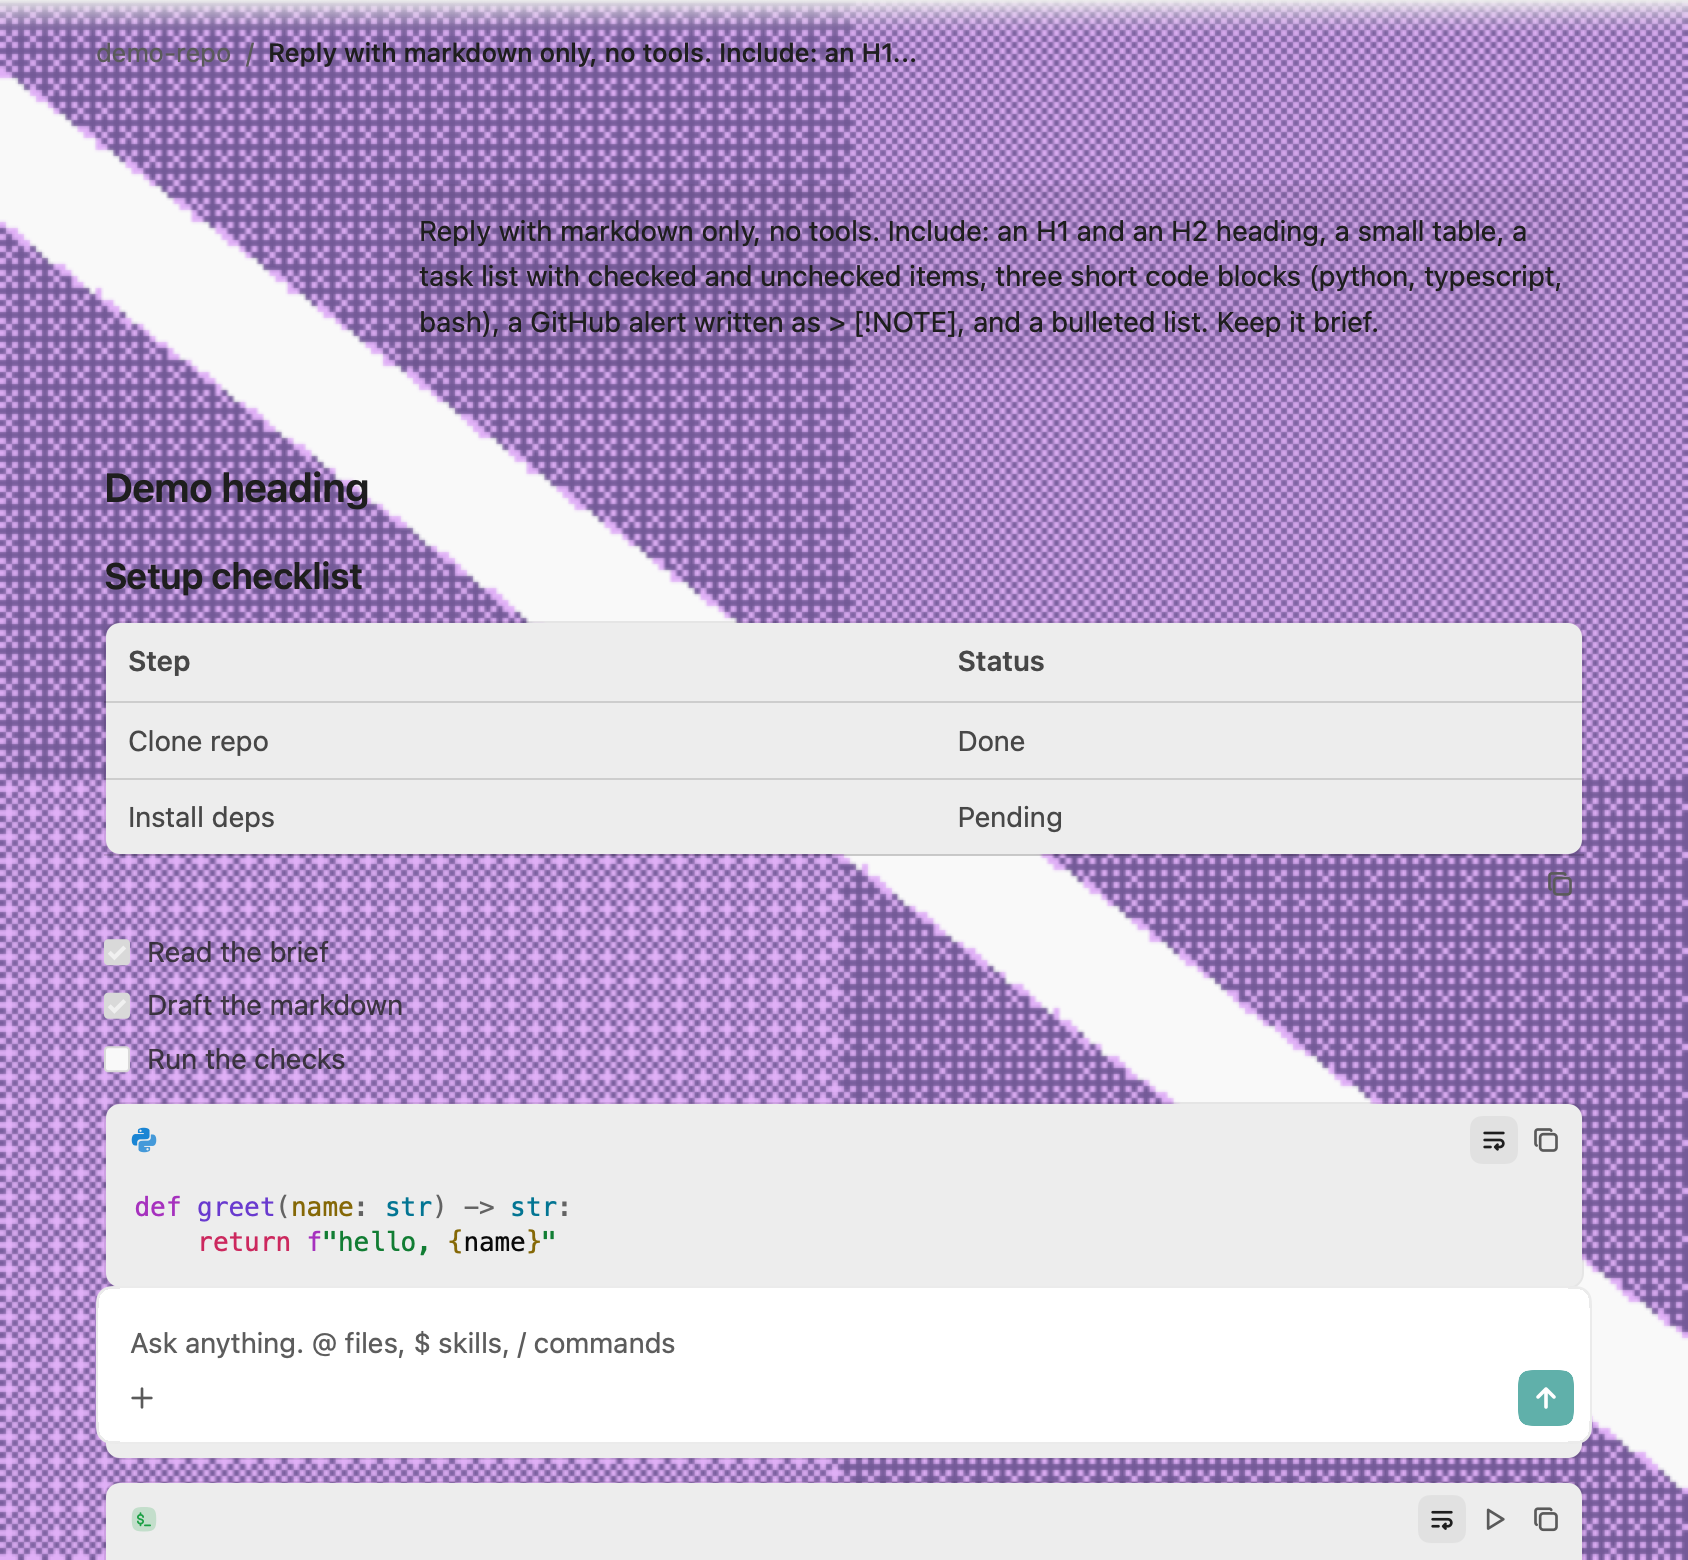 demo-repo / Reply with markdown only, no tools. Include: an H1...
Reply with markdown only, no tools. Include: an H1 and an H2 heading, a small table, a
task list with checked and unchecked items, three short code blocks (python, typescript,
bash), a GitHub alert written as > [!NOTE], and a bulleted list. Keep it brief.
Demo heading
Setup checklist
Step Status
Clone repo Done
Install deps Pending
Read the brief
Draft the markdown
Run the checks
def greet(name: str) -> str:
    return f"hello, {name}"
Ask anything. @ files, $ skills, / commands
$_